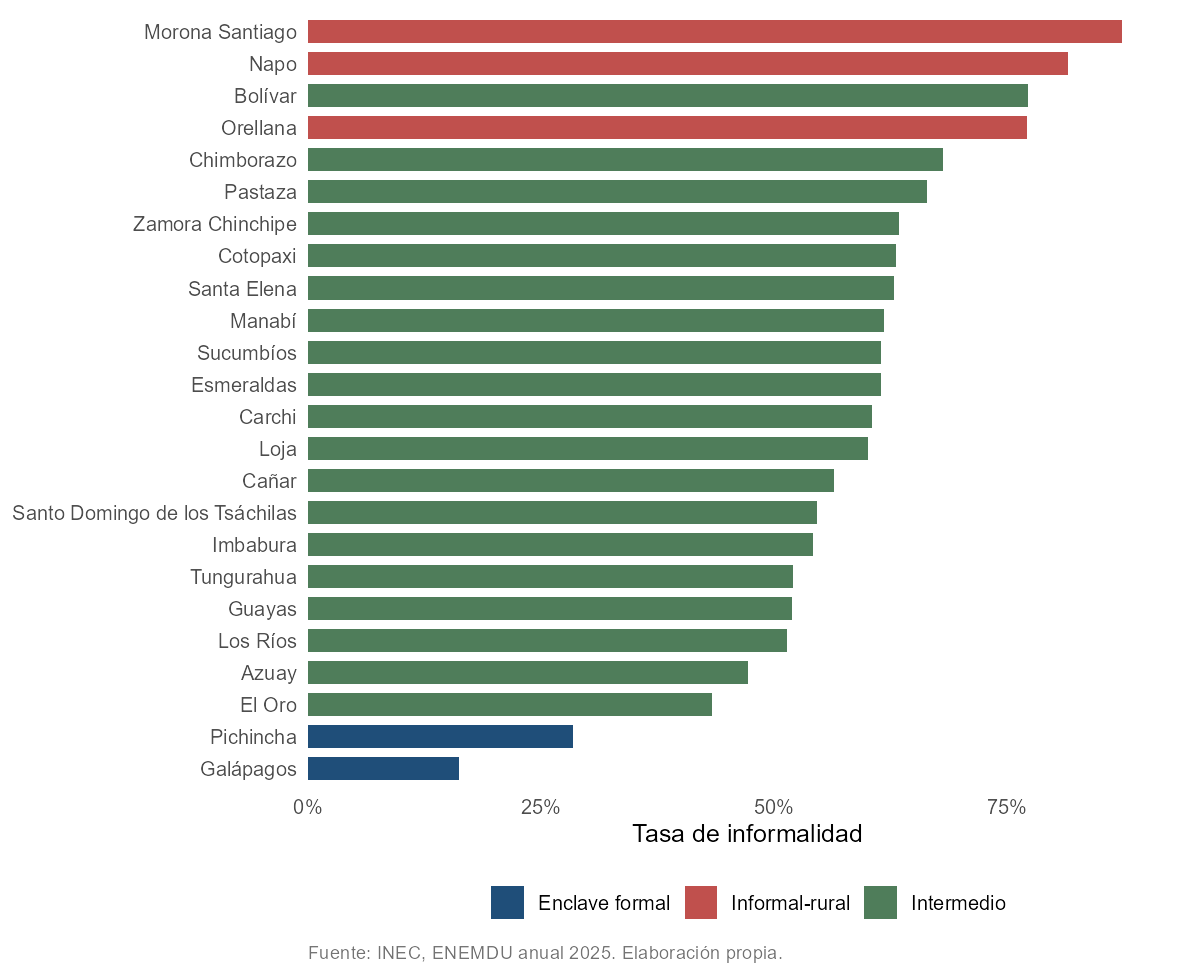 Morona Santiago
Napo
Bolívar
Orellana
Chimborazo
Pastaza
Zamora Chinchipe
Cotopaxi
Santa Elena
Manabí
Sucumbíos
Esmeraldas
Carchi
Loja
Cañar
Santo Domingo de los Tsáchilas
Imbabura
Tungurahua
Guayas
Los Ríos
Azuay
El Oro
Pichincha
Galápagos
0% 25% 50% 75%
Tasa de informalidad
Enclave formal Informal-rural Intermedio
Fuente: INEC, ENEMDU anual 2025. Elaboración propia.